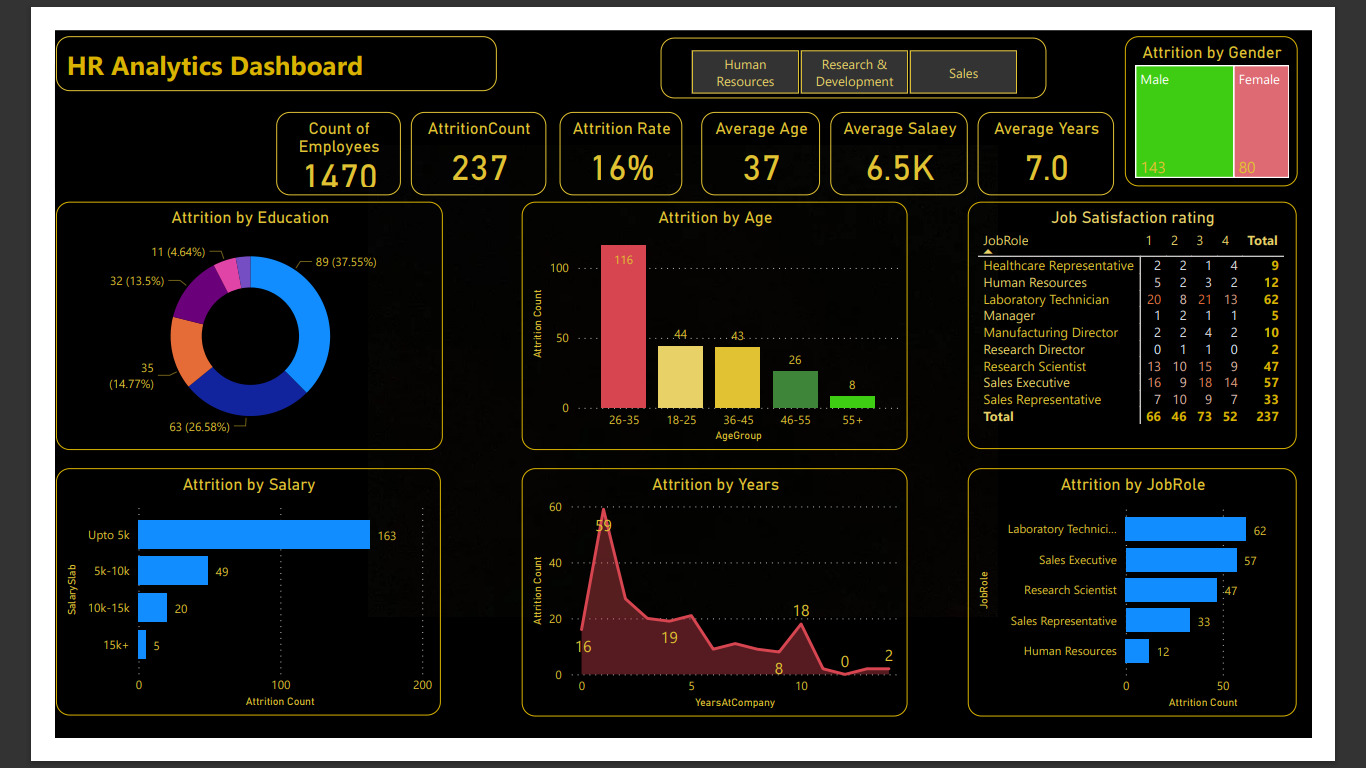 HR Analytics Dashboard
Human
Resources
Research &
Development
Sales
Attrition by Gender
Male
Female
143
80
Count of
Employees
1470
AttritionCount
237
Attrition Rate
16%
Average Age
37
Average Salaey
6.5K
Average Years
7.0
Attrition by Education
11 (4.64%)
89 (37.55%)
32 (13.5%)
35
(14.77%)
63 (26.58%)
Attrition by Age
Attrition Count
100
50
0
116
44
43
26
8
26-35 18-25 36-45 46-55 55+
AgeGroup
Job Satisfaction rating
JobRole 1 2 3 4 Total
Healthcare Representative 2 2 1 4 9
Human Resources 5 2 3 2 12
Laboratory Technician 20 8 21 13 62
Manager 1 2 1 1 5
Manufacturing Director 2 2 4 2 10
Research Director 0 1 1 0 2
Research Scientist 13 10 15 9 47
Sales Executive 16 9 18 14 57
Sales Representative 7 10 9 7 33
Total 66 46 73 52 237
Attrition by Salary
SalarySlab
Upto 5k 163
5k-10k 49
10k-15k 20
15k+ 5
0 100 200
Attrition Count
Attrition by Years
Attrition Count
60
40
20
0
59
16
19
8
18
0
2
0 5 10
YearsAtCompany
Attrition by JobRole
JobRole
Laboratory Technici... 62
Sales Executive 57
Research Scientist 47
Sales Representative 33
Human Resources 12
0 50
Attrition Count